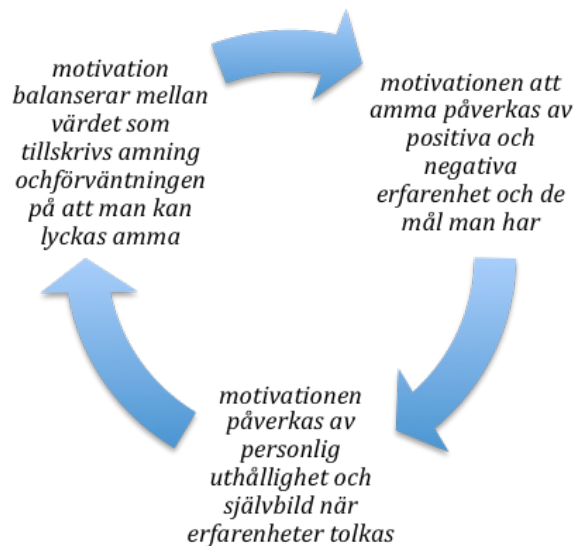 motivation
balanserar mellan
värdet som
tillskrivs amning
ochförväntningen
på att man kan
lyckas amma
motivationen att
amma påverkas av
positiva och
negativa
erfarenhet och de
mål man har
motivationen
påverkas av
personlig
uthållighet och
självbild när
erfarenheter tolkas